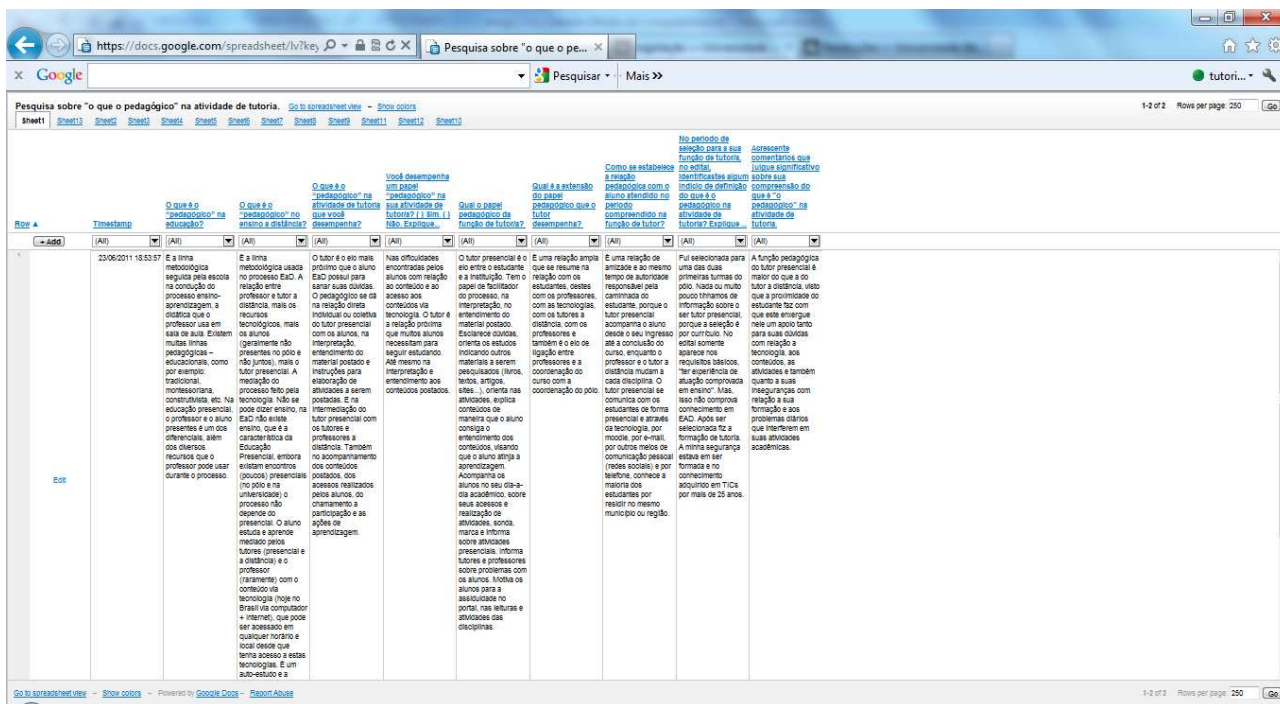 https://docs.google.com/spreadsheet/lv?key
Pesquisa sobre "o que o pe...
Google
Pesquisar
Mais >>
tutori...
Pesquisa sobre "o que o pedagógico" na atividade de tutoria. Go to spreadsheet view – Show colors
1-2 of 2 Rows per page: 250 Go
Sheet1 Sheet13 Sheet2 Sheet3 Sheet4 Sheet5 Sheet6 Sheet7 Sheet8 Sheet9 Sheet11 Sheet12 Sheet10
Row
Timestamp
O que é o
"pedagógico" na
educação?
O que é o
"pedagógico" no
ensino a distância?
O que é o
"pedagógico" na
atividade de tutoria
que você
desempenha?
Você desempenha
um papel
"pedagógico" na
sua atividade de
tutoria? ( ) Sim. ( )
Não. Explique...
Qual o papel
pedagógico da
função de tutoria?
Qual é a extensão
do papel
pedagógico que o
tutor
desempenha?
Como se estabelece
a relação
pedagógica com o
aluno atendido no
período
compreendido na
função de tutor?
No período de
seleção para a sua
função de tutoria,
no edital,
identificastes algum
indício de definição
do que é o
pedagógico na
atividade de
tutoria? Explique...
Acrescente
comentários que
julgue significativo
sobre sua
compreensão do
que é "o
pedagógico" na
atividade de
tutoria.
+ Add (All) (All) (All) (All) (All) (All) (All) (All) (All) (All)
Edit
23/06/2011 18:53:57
É a linha
metodológica
seguida pela escola
na condução do
processo ensino-
aprendizagem, a
didática que o
professor usa em
sala de aula. Existem
muitas linhas
pedagógicas –
educacionais, como
por exemplo:
tradicional,
montessoriana,
construtivista, etc. Na
educação presencial,
o professor e o aluno
presentes é um dos
diferenciais, além
dos diversos
recursos que o
professor pode usar
durante o processo.
É a linha
metodológica usada
no processo EaD. A
relação entre
professor e tutor a
distância, mais os
recursos
tecnológicos, mais
os alunos
(geralmente não
presentes no pólo e
não juntos), mais o
tutor presencial. A
mediação do
processo feito pela
tecnologia. Não se
pode dizer ensino, na
EaD não existe
ensino, que é a
característica da
Educação
Presencial, embora
existam encontros
(poucos) presenciais
(no pólo e na
universidade) o
processo não
depende do
presencial. O aluno
estuda e aprende
mediado pelos
tutores (presencial e
a distância) e o
professor
(raramente) com o
conteúdo via
tecnologia (hoje no
Brasil via computador
+ internet), que pode
ser acessado em
qualquer horário e
local desde que
tenha acesso a estas
tecnologias. É um
auto-estudo e a
O tutor é o elo mais
próximo que o aluno
EaD possui para
sanar suas dúvidas.
O pedagógico se dá
na relação direta
individual ou coletiva
do tutor presencial
com os alunos, na
interpretação,
entendimento do
material postado e
instruções para
elaboração de
atividades a serem
postadas. E na
intermediação do
tutor presencial com
os tutores e
professores a
distância. Também
no acompanhamento
dos conteúdos
postados, dos
acessos realizados
pelos alunos, do
chamamento a
participação e as
ações de
aprendizagem.
Nas dificuldades
encontradas pelos
alunos com relação
ao conteúdo e ao
acesso aos
conteúdos via
tecnologia. O tutor é
a relação próxima
que muitos alunos
necessitam para
seguir estudando.
Até mesmo na
interpretação e
entendimento aos
conteúdos postados.
O tutor presencial é o
elo entre o estudante
e a Instituição. Tem o
papel de facilitador
do processo, na
interpretação, no
entendimento do
material postado.
Esclarece dúvidas,
orienta os estudos
indicando outros
materiais a serem
pesquisados (livros,
textos, artigos,
sites...), orienta nas
atividades, explica
conteúdos de
maneira que o aluno
consiga o
entendimento dos
conteúdos, visando
que o aluno atinja a
aprendizagem.
Acompanha os
alunos no seu dia-a-
dia acadêmico, sobre
seus acessos e
realização de
atividades, sonda,
marca e informa
sobre atividades
presenciais. Informa
tutores e professores
sobre problemas com
os alunos. Motiva os
alunos para a
assiduidade no
portal, nas leituras e
atividades das
disciplinas.
É uma relação ampla
que se resume na
relação com os
estudantes, destes
com os professores,
com as tecnologias,
com os tutores a
distância, com os
professores e
também é o elo de
ligação entre
professores e a
coordenação do
curso com a
coordenação do pólo.
É uma relação de
amizade e ao mesmo
tempo de autoridade
responsável pela
caminhada do
estudante, porque o
tutor presencial
acompanha o aluno
desde o seu ingresso
até a conclusão do
curso, enquanto o
professor e o tutor a
distância mudam a
cada disciplina. O
tutor presencial se
comunica com os
estudantes de forma
presencial e através
da tecnologia, por
moodle, por e-mail,
por outros meios de
comunicação pessoal
(redes sociais) e por
telefone, conhece a
maioria dos
estudantes por
residir no mesmo
município ou região.
Fui selecionada para
uma das duas
primeiras turmas do
pólo. Nada ou muito
pouco tínhamos de
informação sobre o
ser tutor presencial,
porque a seleção é
por currículo. No
edital somente
aparece nos
requisitos básicos,
"ter experiência de
atuação comprovada
em ensino". Mas,
isso não comprova
conhecimento em
EAD. Após ser
selecionada fiz a
formação de tutoria.
A minha segurança
estava em ser
formada e no
conhecimento
adquirido em TICs
por mais de 25 anos.
A função pedagógica
do tutor presencial é
maior do que a do
tutor a distância, visto
que a proximidade do
estudante faz com
que este enxergue
nele um apoio tanto
para suas dúvidas
com relação a
tecnologia, aos
conteúdos, as
atividades e também
quanto a suas
inseguranças com
relação a sua
formação e aos
problemas diários
que interferem em
suas atividades
acadêmicas.
Go to spreadsheet view – Show colors – Powered by Google Docs – Report Abuse
1-2 of 2 Rows per page: 250 Go